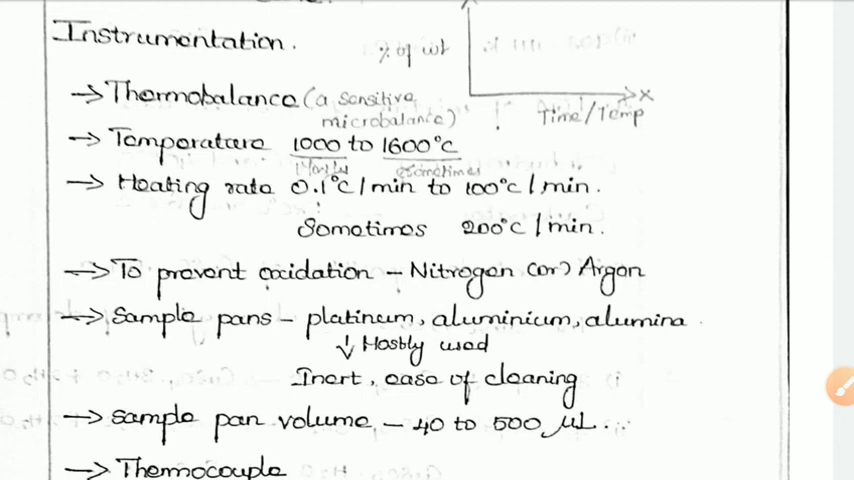 Instrumentation.
% of wt
X
Time/Temp
→ Thermobalance (a sensitive
microbalance)
→ Temperature 1000 to 1600°c
Mostly Sometimes
→ Heating rate 0.1°c/min to 100°c/min.
Sometimes 200°c/min.
→ To prevent oxidation - Nitrogen (or) Argon
→ Sample pans - platinum, aluminium, alumina
↓ Mostly used
Inert, ease of cleaning
→ Sample pan volume - 40 to 500 µL.
→ Thermocouple